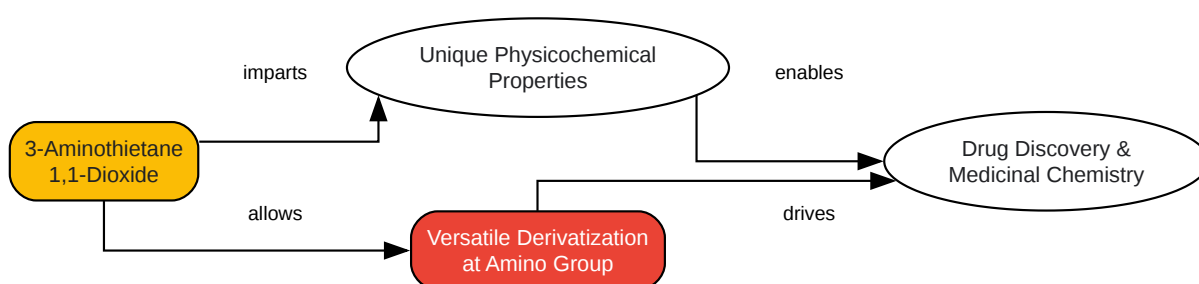 Unique Physicochemical
Properties
imparts
enables
3-Aminothietane
1,1-Dioxide
Drug Discovery &
Medicinal Chemistry
allows
drives
Versatile Derivatization
at Amino Group